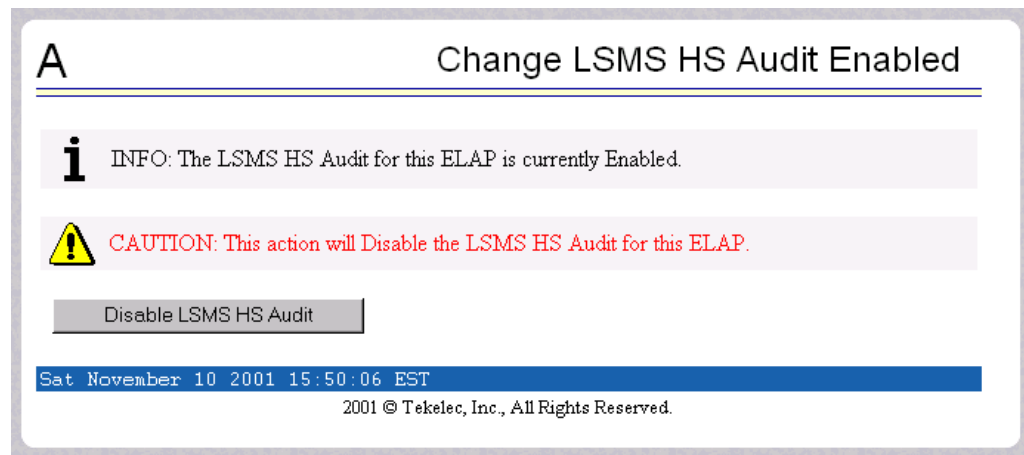 A
Change LSMS HS Audit Enabled
i
INFO: The LSMS HS Audit for this ELAP is currently Enabled.
!
CAUTION: This action will Disable the LSMS HS Audit for this ELAP.
Disable LSMS HS Audit
Sat November 10 2001 15:50:06 EST
2001 © Tekelec, Inc., All Rights Reserved.